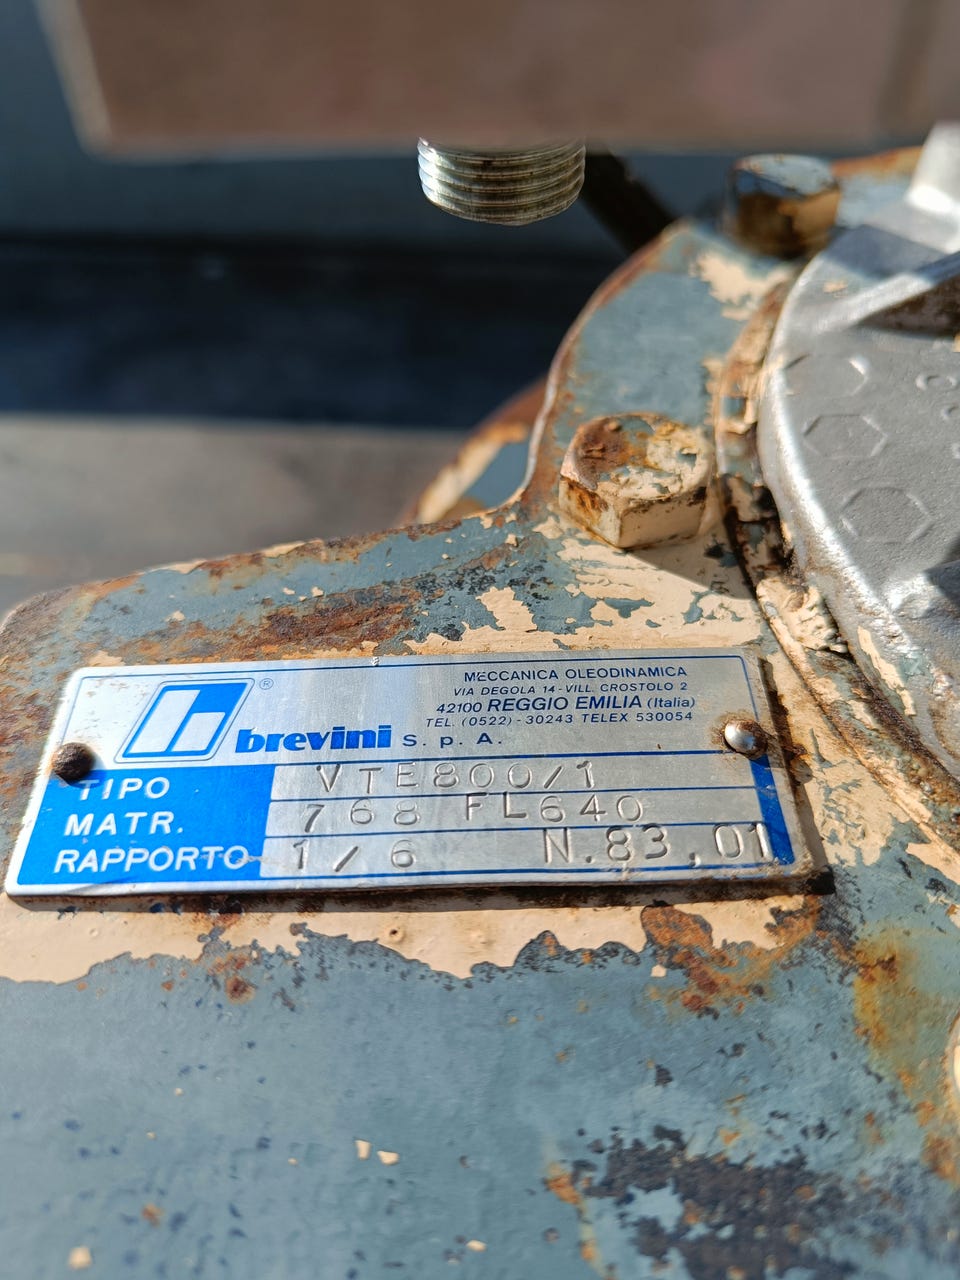 MECCANICA OLEODINAMICA
VIA DEGOLA 14 - VILL. CROSTOLO 2
42100 REGGIO EMILIA (Italia)
TEL. (0522) - 30243 TELEX 530054
® brevini S. p. A.
TIPO VTE800/1
MATR. 768 FL640
RAPPORTO 1/6 N.83,01